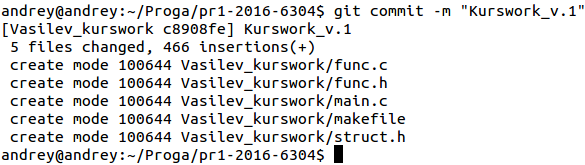 andrey@andrey:~/Proga/pr1-2016-6304$ git commit -m "Kurswork_v.1"
[Vasilev_kurswork c8908fe] Kurswork_v.1
 5 files changed, 466 insertions(+)
 create mode 100644 Vasilev_kurswork/func.c
 create mode 100644 Vasilev_kurswork/func.h
 create mode 100644 Vasilev_kurswork/main.c
 create mode 100644 Vasilev_kurswork/makefile
 create mode 100644 Vasilev_kurswork/struct.h
andrey@andrey:~/Proga/pr1-2016-6304$